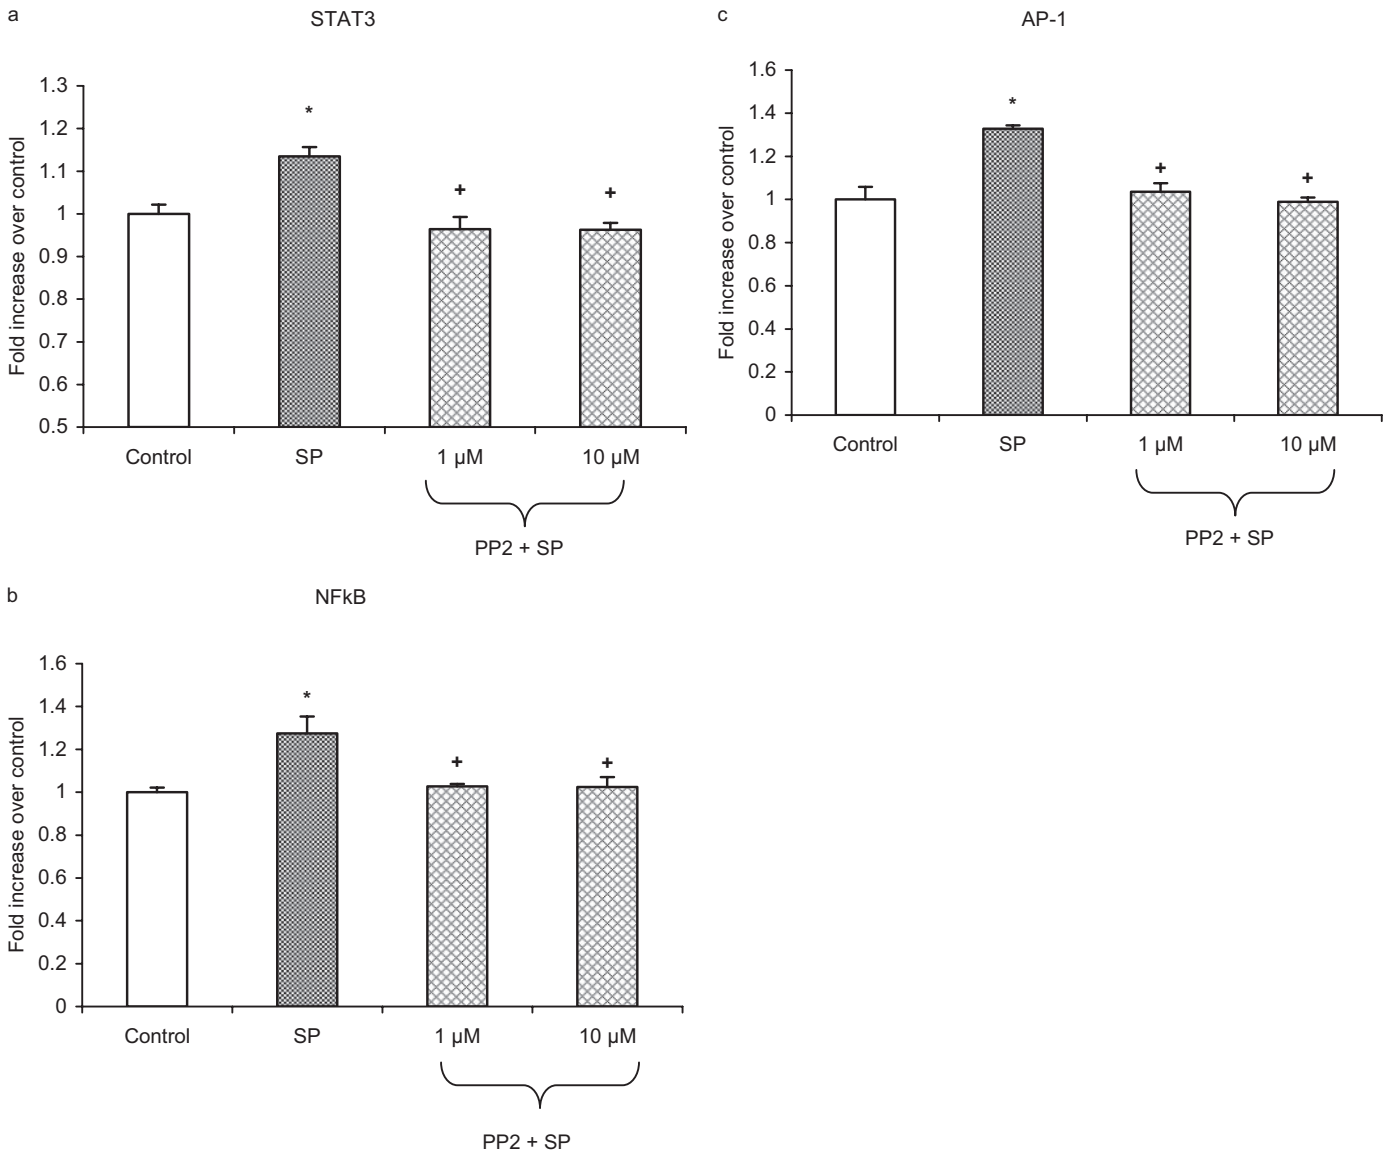 a
STAT3
Fold increase over control
1.3
1.2
1.1
1
0.9
0.8
0.7
0.6
0.5
*
+
+
Control SP 1 µM 10 µM
PP2 + SP
c
AP-1
Fold increase over control
1.6
1.4
1.2
1
0.8
0.6
0.4
0.2
0
*
+
+
Control SP 1 µM 10 µM
PP2 + SP
b
NFkB
Fold increase over control
1.6
1.4
1.2
1
0.8
0.6
0.4
0.2
0
*
+
+
Control SP 1 µM 10 µM
PP2 + SP